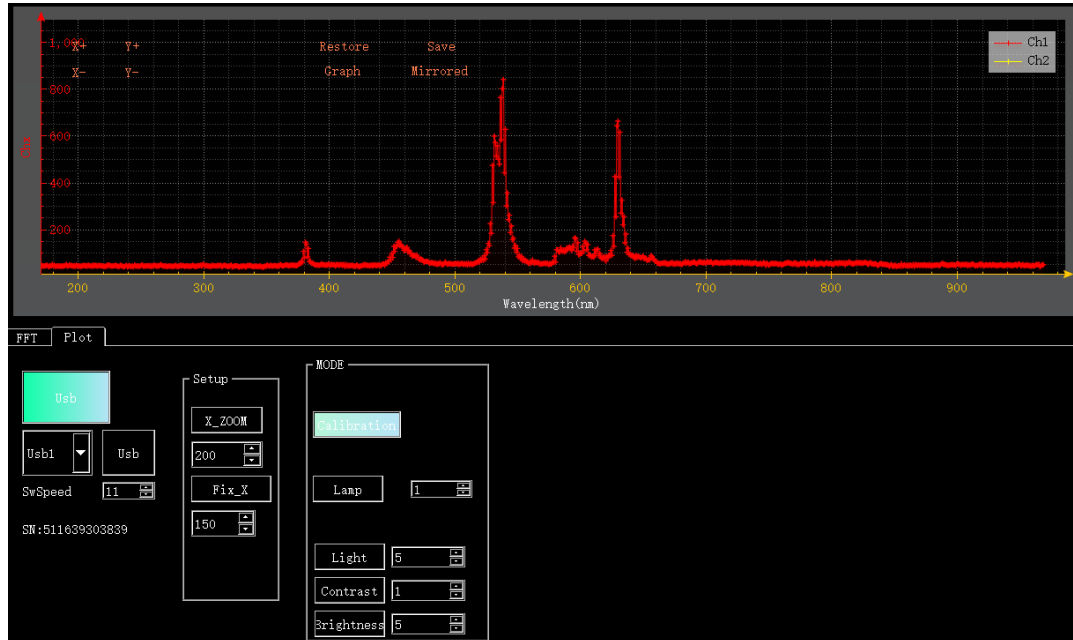 1,000
X+ Y+ Restore Save
X- Y- Graph Mirrored
Ch1
Ch2
800
600
400
200
200 300 400 500 600 700 800 900
Wavelength(nm)
FFT Plot
Usb
Usb1 Usb
SwSpeed 11
SN:511639303839
Setup
X_ZOOM
200
Fix_X
150
MODE
Calibration
Lamp 1
Light 5
Contrast 1
Brightness 5